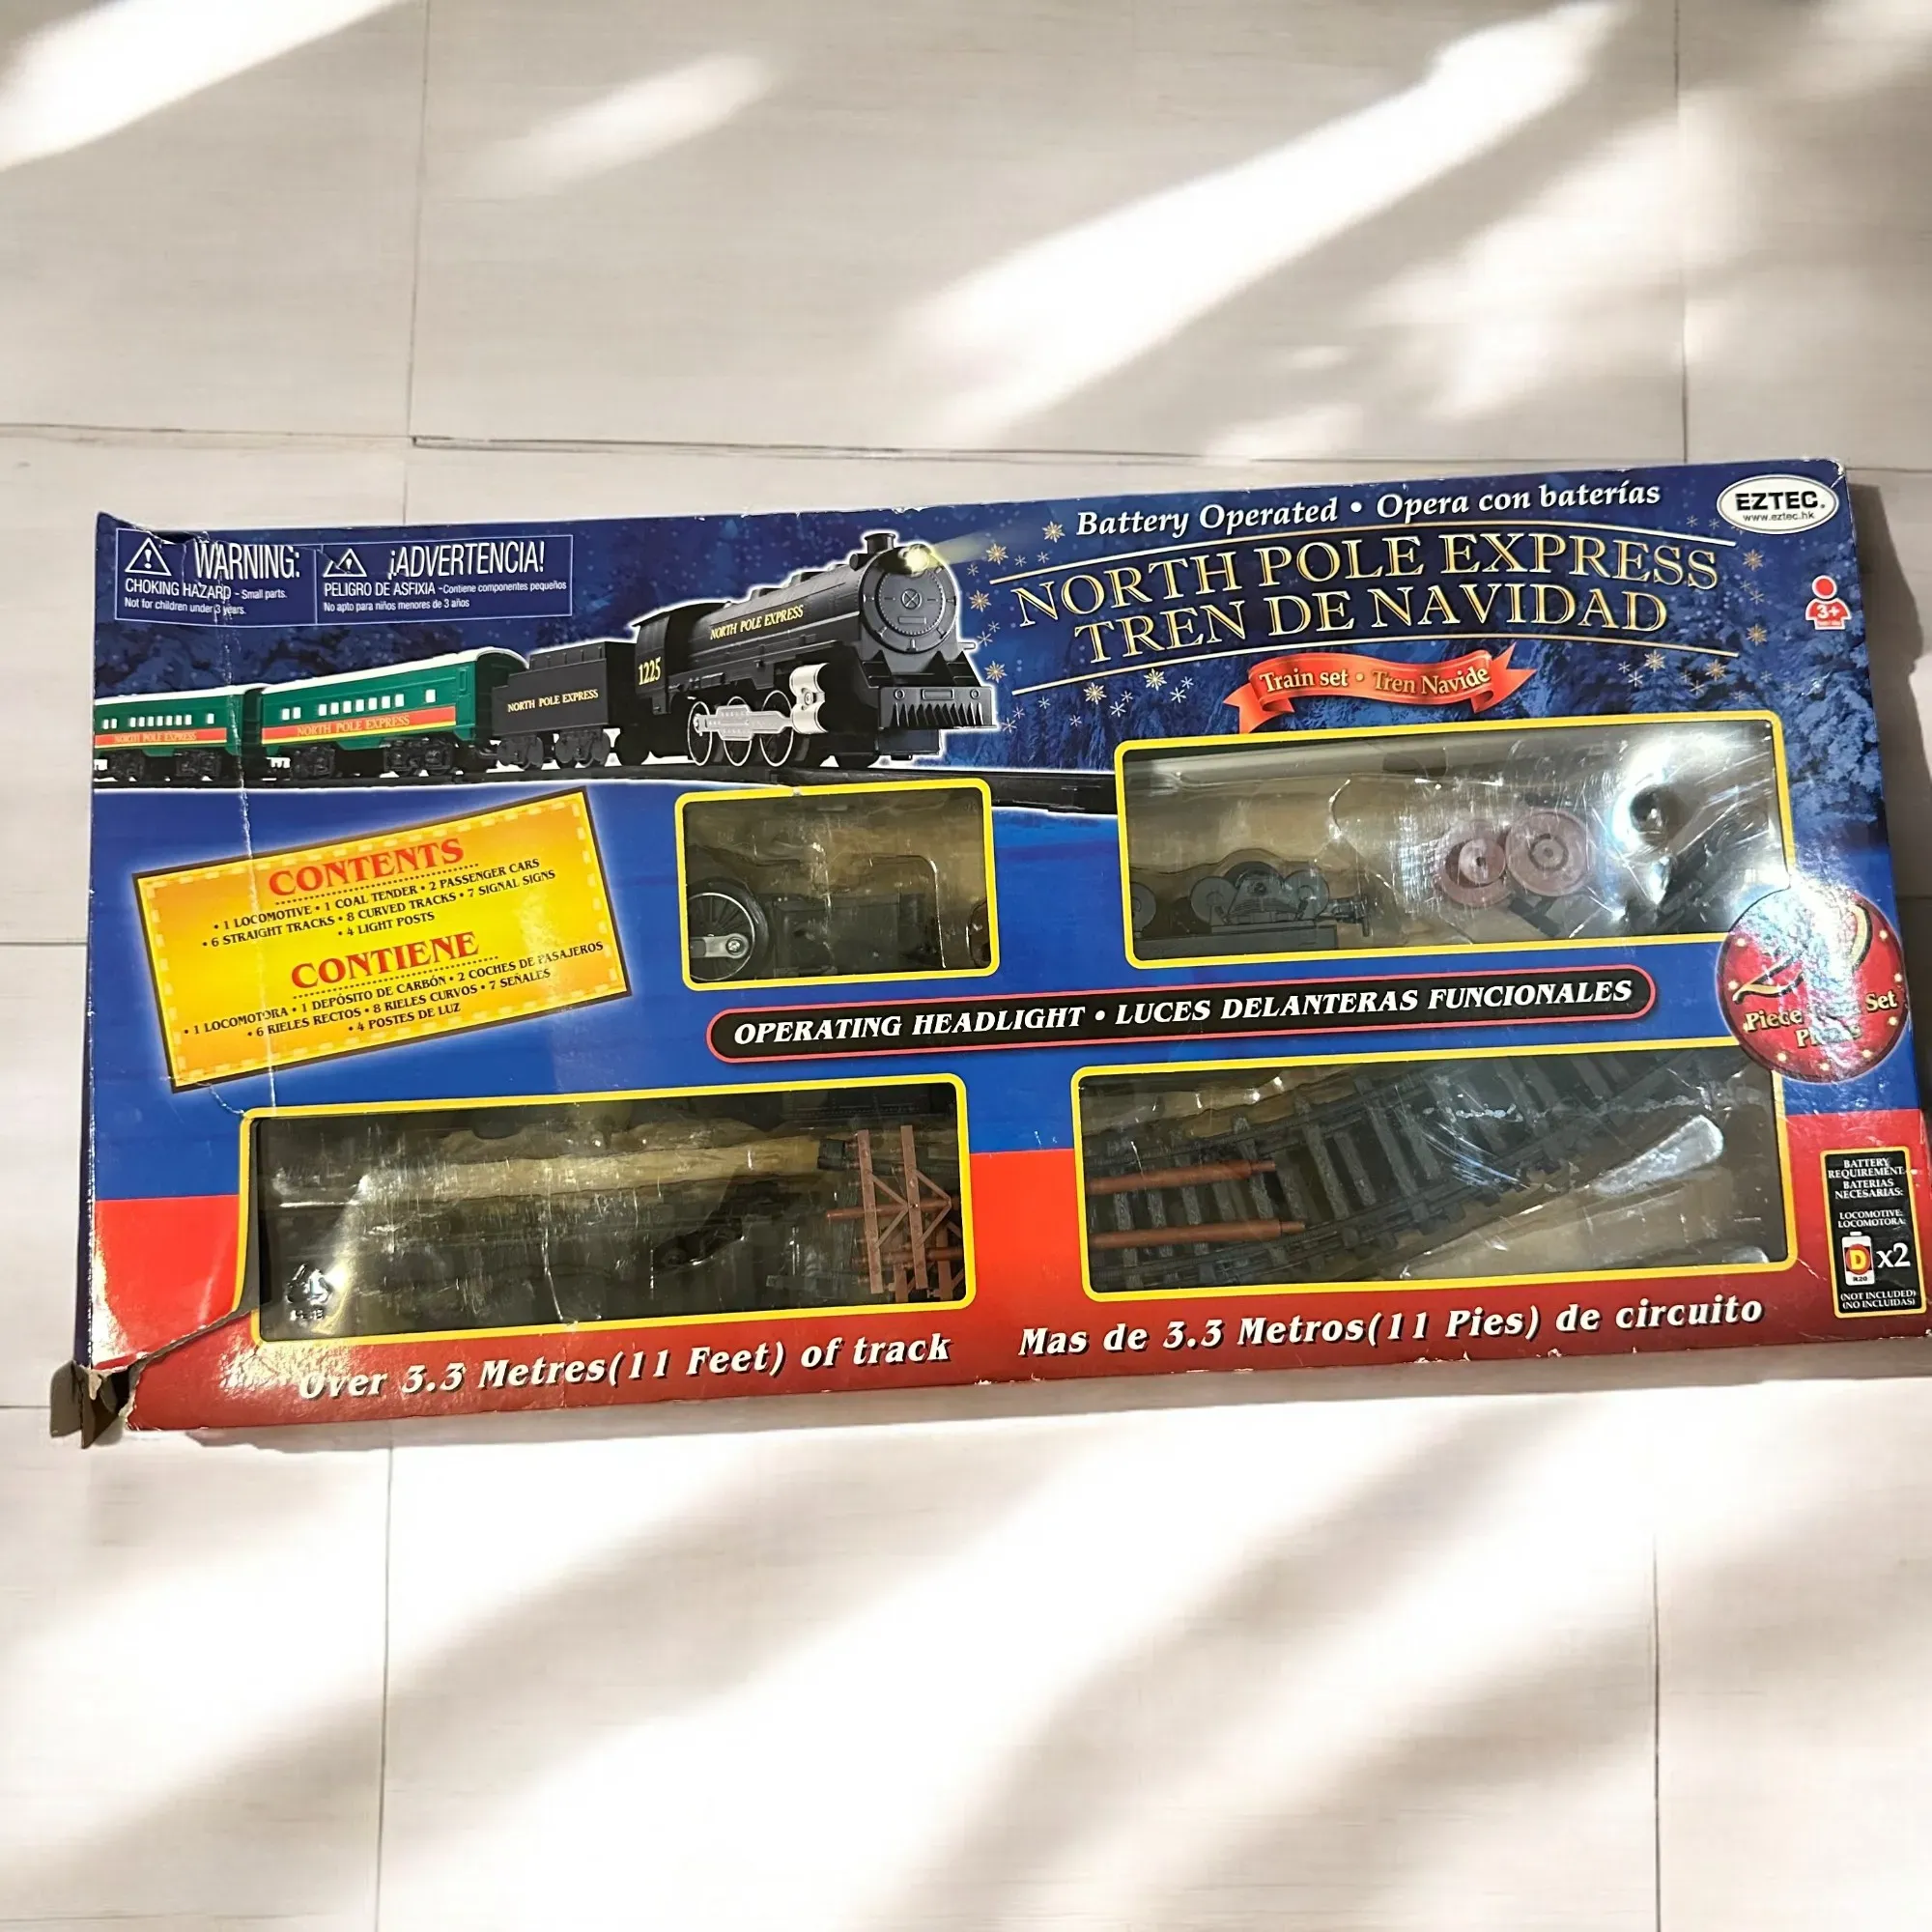 Battery Operated • Opera con baterías
EZTEC.
www.eztec.hk
NORTH POLE EXPRESS
TREN DE NAVIDAD
Train set • Tren Navide
3+
WARNING:
CHOKING HAZARD - Small parts.
Not for children under 3 years.
¡ADVERTENCIA!
PELIGRO DE ASFIXIA -Contiene componentes pequeños
No apto para niños menores de 3 años
NORTH POLE EXPRESS
1225
NORTH POLE EXPRESS
NORTH POLE EXPRESS
NORTH POLE EXPRESS
CONTENTS
• 1 LOCOMOTIVE • 1 COAL TENDER • 2 PASSENGER CARS
• 6 STRAIGHT TRACKS • 8 CURVED TRACKS • 7 SIGNAL SIGNS
• 4 LIGHT POSTS
CONTIENE
• 1 LOCOMOTORA • 1 DEPÓSITO DE CARBÓN • 2 COCHES DE PASAJEROS
• 6 RIELES RECTOS • 8 RIELES CURVOS • 7 SEÑALES
• 4 POSTES DE LUZ
OPERATING HEADLIGHT • LUCES DELANTERAS FUNCIONALES
Piece Set
BATTERY
REQUIREMENT:
BATERIAS
NECESARIAS:
LOCOMOTIVE:
LOCOMOTORA:
D x2
R20
(NOT INCLUDED)
(NO INCLUIDAS)
Over 3.3 Metres(11 Feet) of track
Mas de 3.3 Metros(11 Pies) de circuito